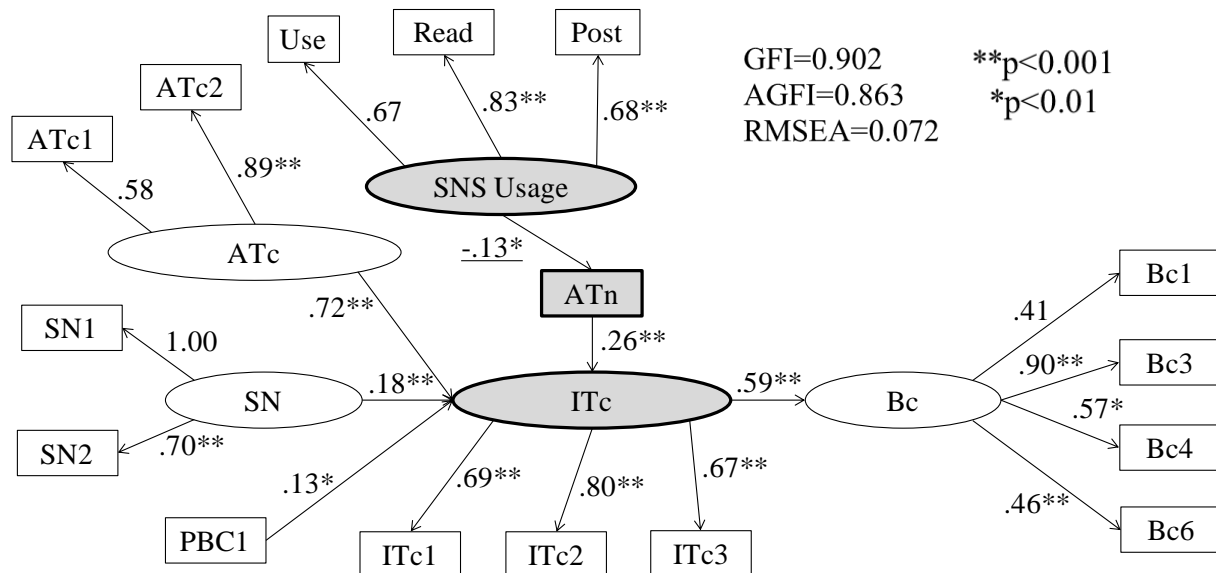 Use
Read
Post
GFI=0.902
**p<0.001
AGFI=0.863
*p<0.01
RMSEA=0.072
ATc2
ATc1
.67
.83**
.68**
.89**
.58
SNS Usage
ATc
-.13*
ATn
Bc1
SN1
.72**
1.00
.26**
.41
Bc3
.90**
SN
.18**
ITc
.59**
Bc
.57*
SN2
.70**
Bc4
.13*
.69**
.80**
.67**
.46**
PBC1
ITc1
ITc2
ITc3
Bc6